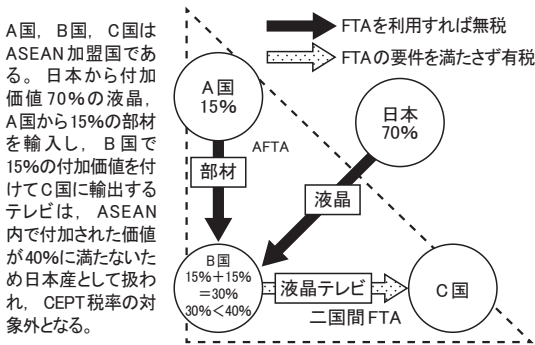 A国，B国，C国は
ASEAN加盟国であ
る。日本から付加
価値70%の液晶，
A国から15%の部材
を輸入し，B国で
15%の付加価値を付
けてC国に輸出する
テレビは，ASEAN
内で付加された価値
が40%に満たないた
め日本産として扱わ
れ，CEPT税率の対
象外となる。
FTAを利用すれば無税
FTAの要件を満たさず有税
A国
15%
日本
70%
AFTA
部材
液晶
B国
15%＋15%
＝30%
30%＜40%
液晶テレビ
C国
二国間FTA